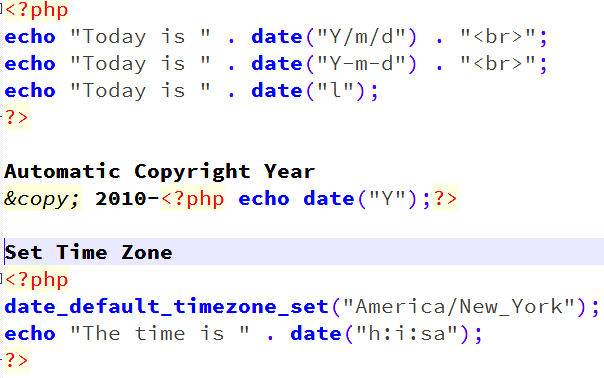 <?php
echo "Today is " . date("Y/m/d") . "<br>";
echo "Today is " . date("Y-m-d") . "<br>";
echo "Today is " . date("l");
?>
Automatic Copyright Year
&copy; 2010-<?php echo date("Y");?>
Set Time Zone
<?php
date_default_timezone_set("America/New_York");
echo "The time is " . date("h:i:sa");
?>